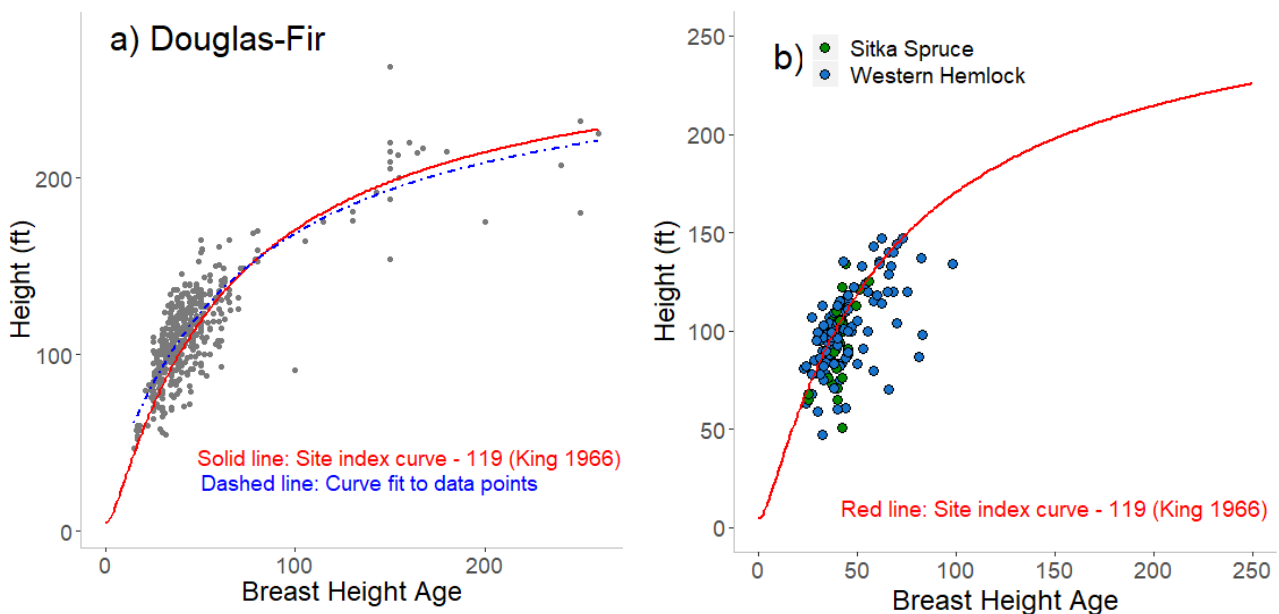 a) Douglas-Fir
Height (ft)
200
100
0
Solid line: Site index curve - 119 (King 1966)
Dashed line: Curve fit to data points
0 100 200
Breast Height Age
b)
Sitka Spruce
Western Hemlock
Height (ft)
250
200
150
100
50
0
Red line: Site index curve - 119 (King 1966)
0 50 100 150 200 250
Breast Height Age